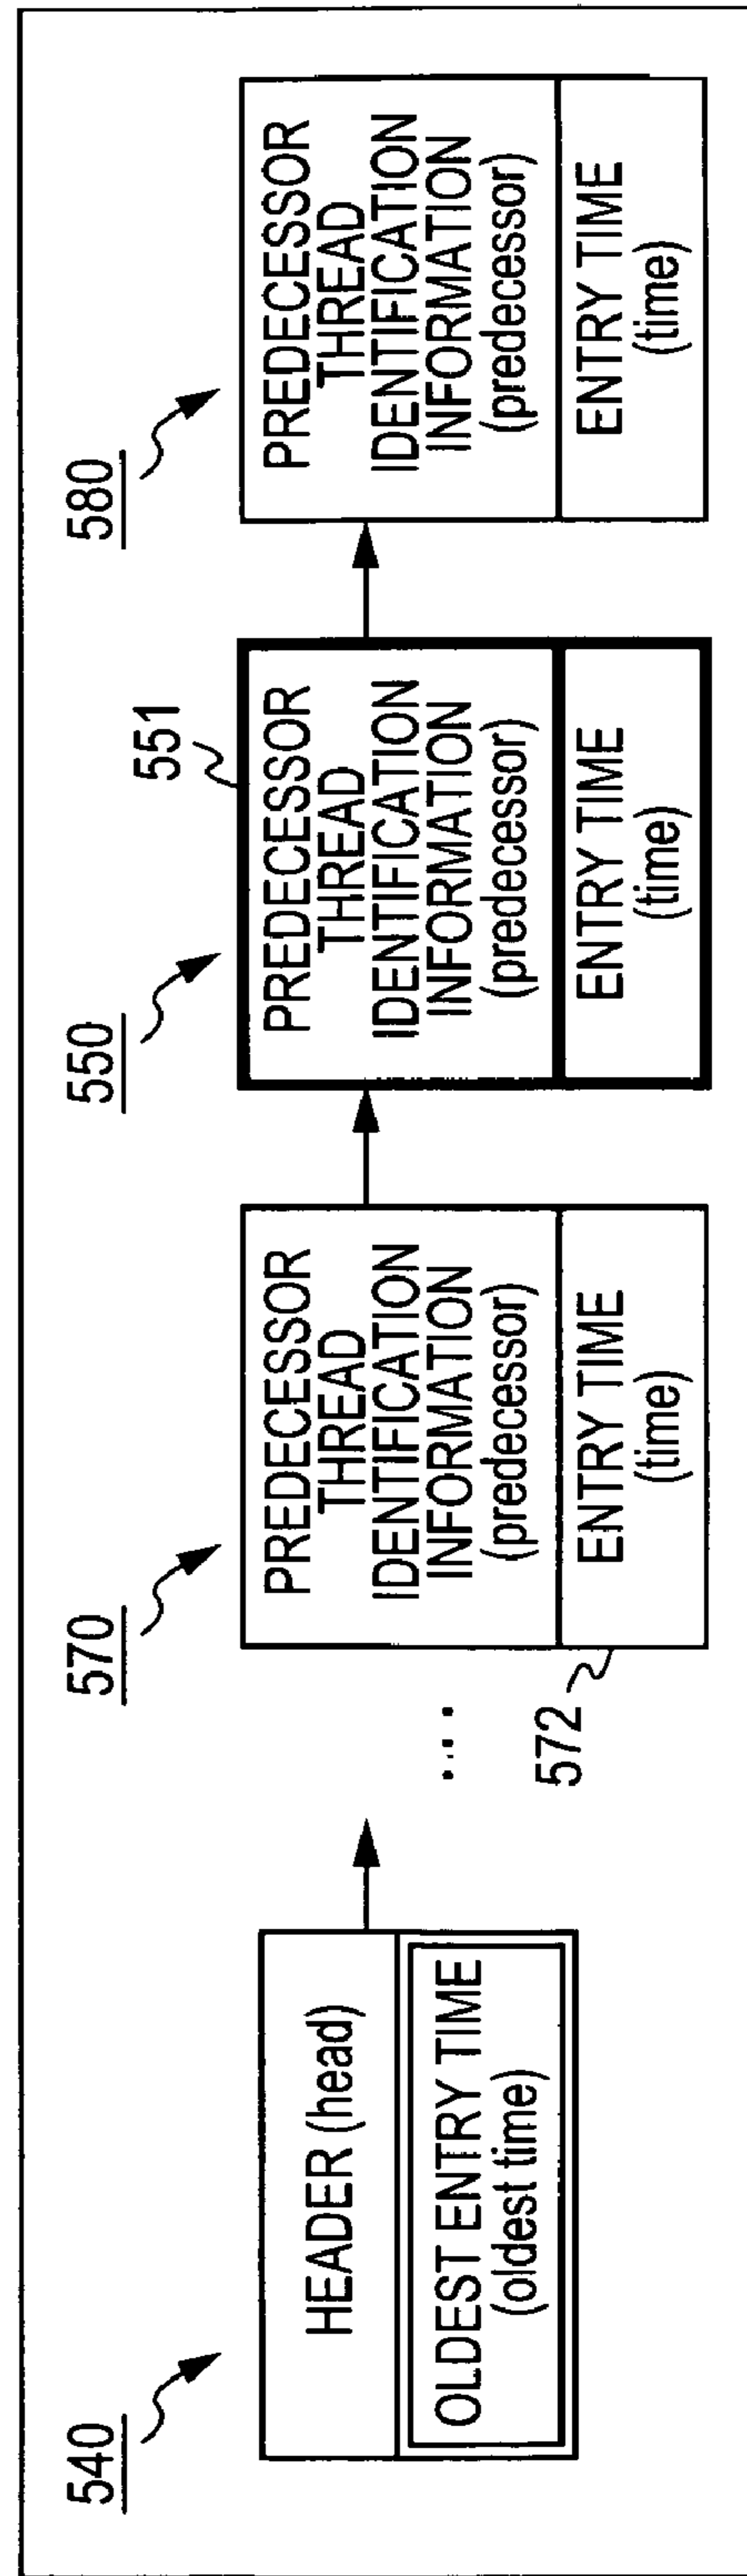 540
HEADER (head)
OLDEST ENTRY TIME
(oldest time)
...
570
PREDECESSOR
THREAD
IDENTIFICATION
INFORMATION
(predecessor)
ENTRY TIME
(time)
572
550
551
PREDECESSOR
THREAD
IDENTIFICATION
INFORMATION
(predecessor)
ENTRY TIME
(time)
580
PREDECESSOR
THREAD
IDENTIFICATION
INFORMATION
(predecessor)
ENTRY TIME
(time)